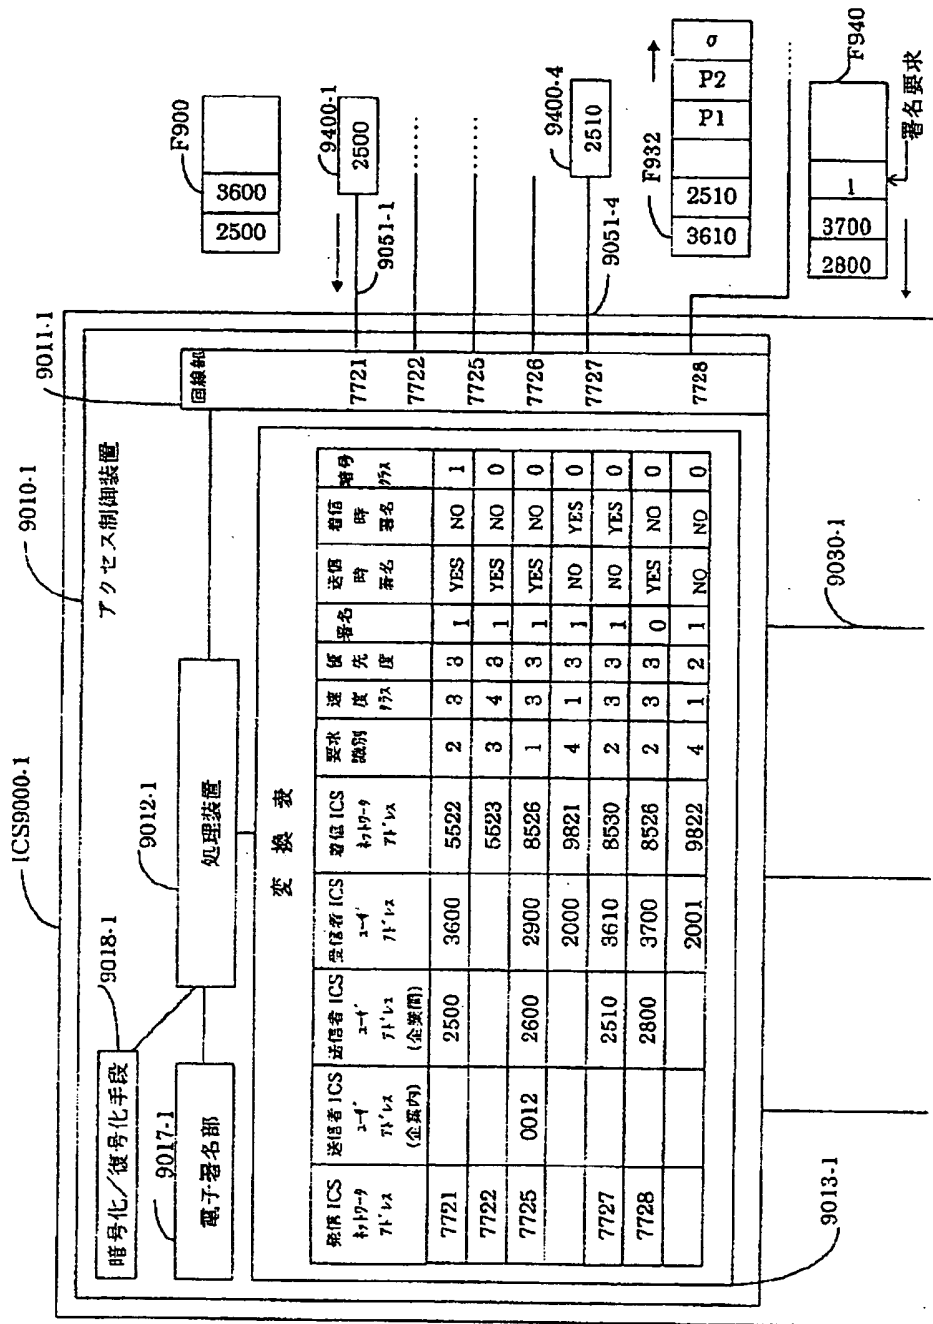 ICS9000-1
9010-1
アクセス制御装置
9011-1
回線部
9012-1
処理装置
9018-1
暗号化/復号化手段
9017-1
電子署名部
変換表
発信 ICS ネットワーク アドレス
送信者 ICS ユーザ アドレス (企業内)
送信者 ICS ユーザ アドレス (企業間)
受信者 ICS ユーザ アドレス
着信 ICS ネットワーク アドレス
要求 識別
速度 クラス
優先度
署名
送信時署名
着信時署名
暗号 クラス
7721 2500 3600 5522 2 3 3 1 YES NO 1
7722 5523 3 4 3 1 YES NO 0
7725 0012 2600 2900 8526 1 3 3 1 YES NO 0
2000 9821 4 1 3 1 NO YES 0
7727 2510 3610 8530 2 3 3 1 NO YES 0
7728 2800 3700 8526 2 3 3 0 YES NO 0
2001 9822 4 1 2 1 NO NO 0
9013-1
9030-1
7721
7722
7725
7726
7727
7728
F900
2500 3600
9400-1
2500
9051-1
9400-4
2510
9051-4
F932
3610 2510 P1 P2 σ
F940
2800 3700 1
署名要求